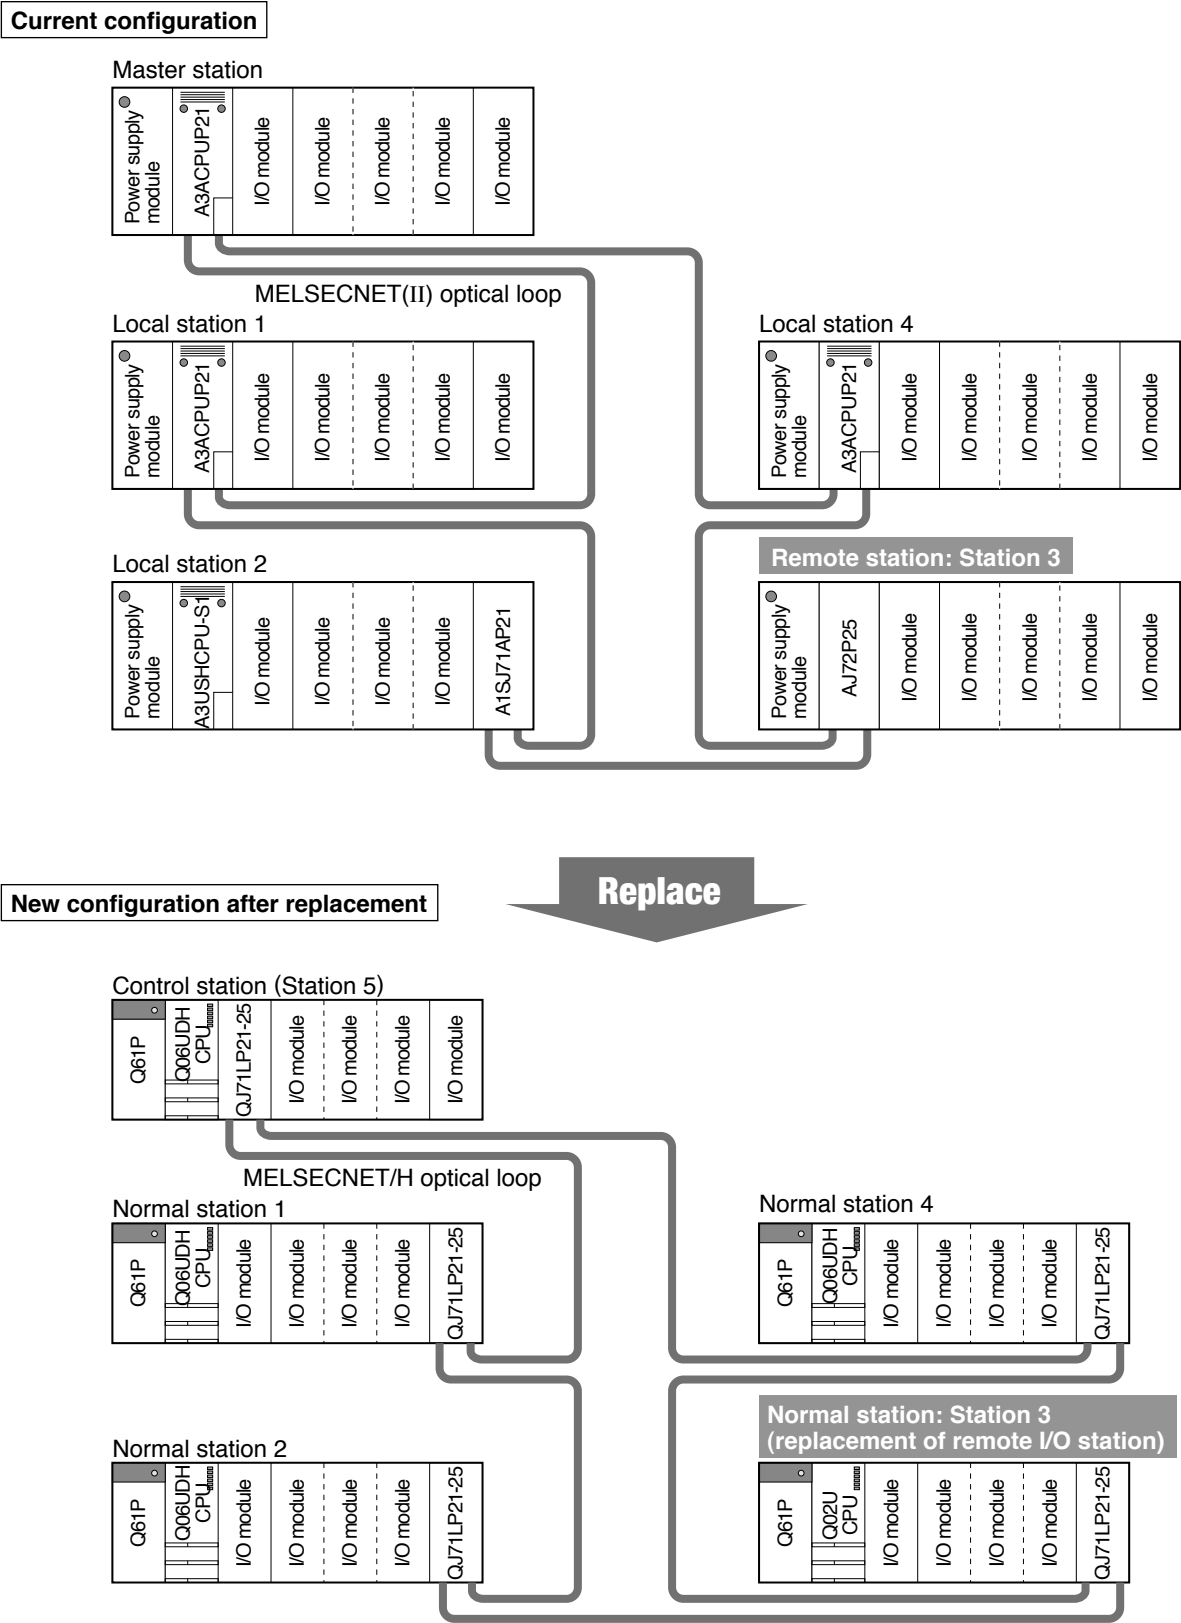 Current configuration
Master station
Power supply
module
A3ACPUP21
I/O module
I/O module
I/O module
I/O module
I/O module
MELSECNET(II) optical loop
Local station 1
Power supply
module
A3ACPUP21
I/O module
I/O module
I/O module
I/O module
I/O module
Local station 4
Power supply
module
A3ACPUP21
I/O module
I/O module
I/O module
I/O module
I/O module
Local station 2
Power supply
module
A3USHCPU-S1
I/O module
I/O module
I/O module
I/O module
A1SJ71AP21
Remote station: Station 3
Power supply
module
AJ72P25
I/O module
I/O module
I/O module
I/O module
I/O module
Replace
New configuration after replacement
Control station (Station 5)
Q61P
Q06UDH
CPU
QJ71LP21-25
I/O module
I/O module
I/O module
I/O module
MELSECNET/H optical loop
Normal station 1
Q61P
Q06UDH
CPU
I/O module
I/O module
I/O module
I/O module
QJ71LP21-25
Normal station 4
Q61P
Q06UDH
CPU
I/O module
I/O module
I/O module
I/O module
QJ71LP21-25
Normal station 2
Q61P
Q06UDH
CPU
I/O module
I/O module
I/O module
I/O module
QJ71LP21-25
Normal station: Station 3
(replacement of remote I/O station)
Q61P
Q02U
CPU
I/O module
I/O module
I/O module
I/O module
QJ71LP21-25